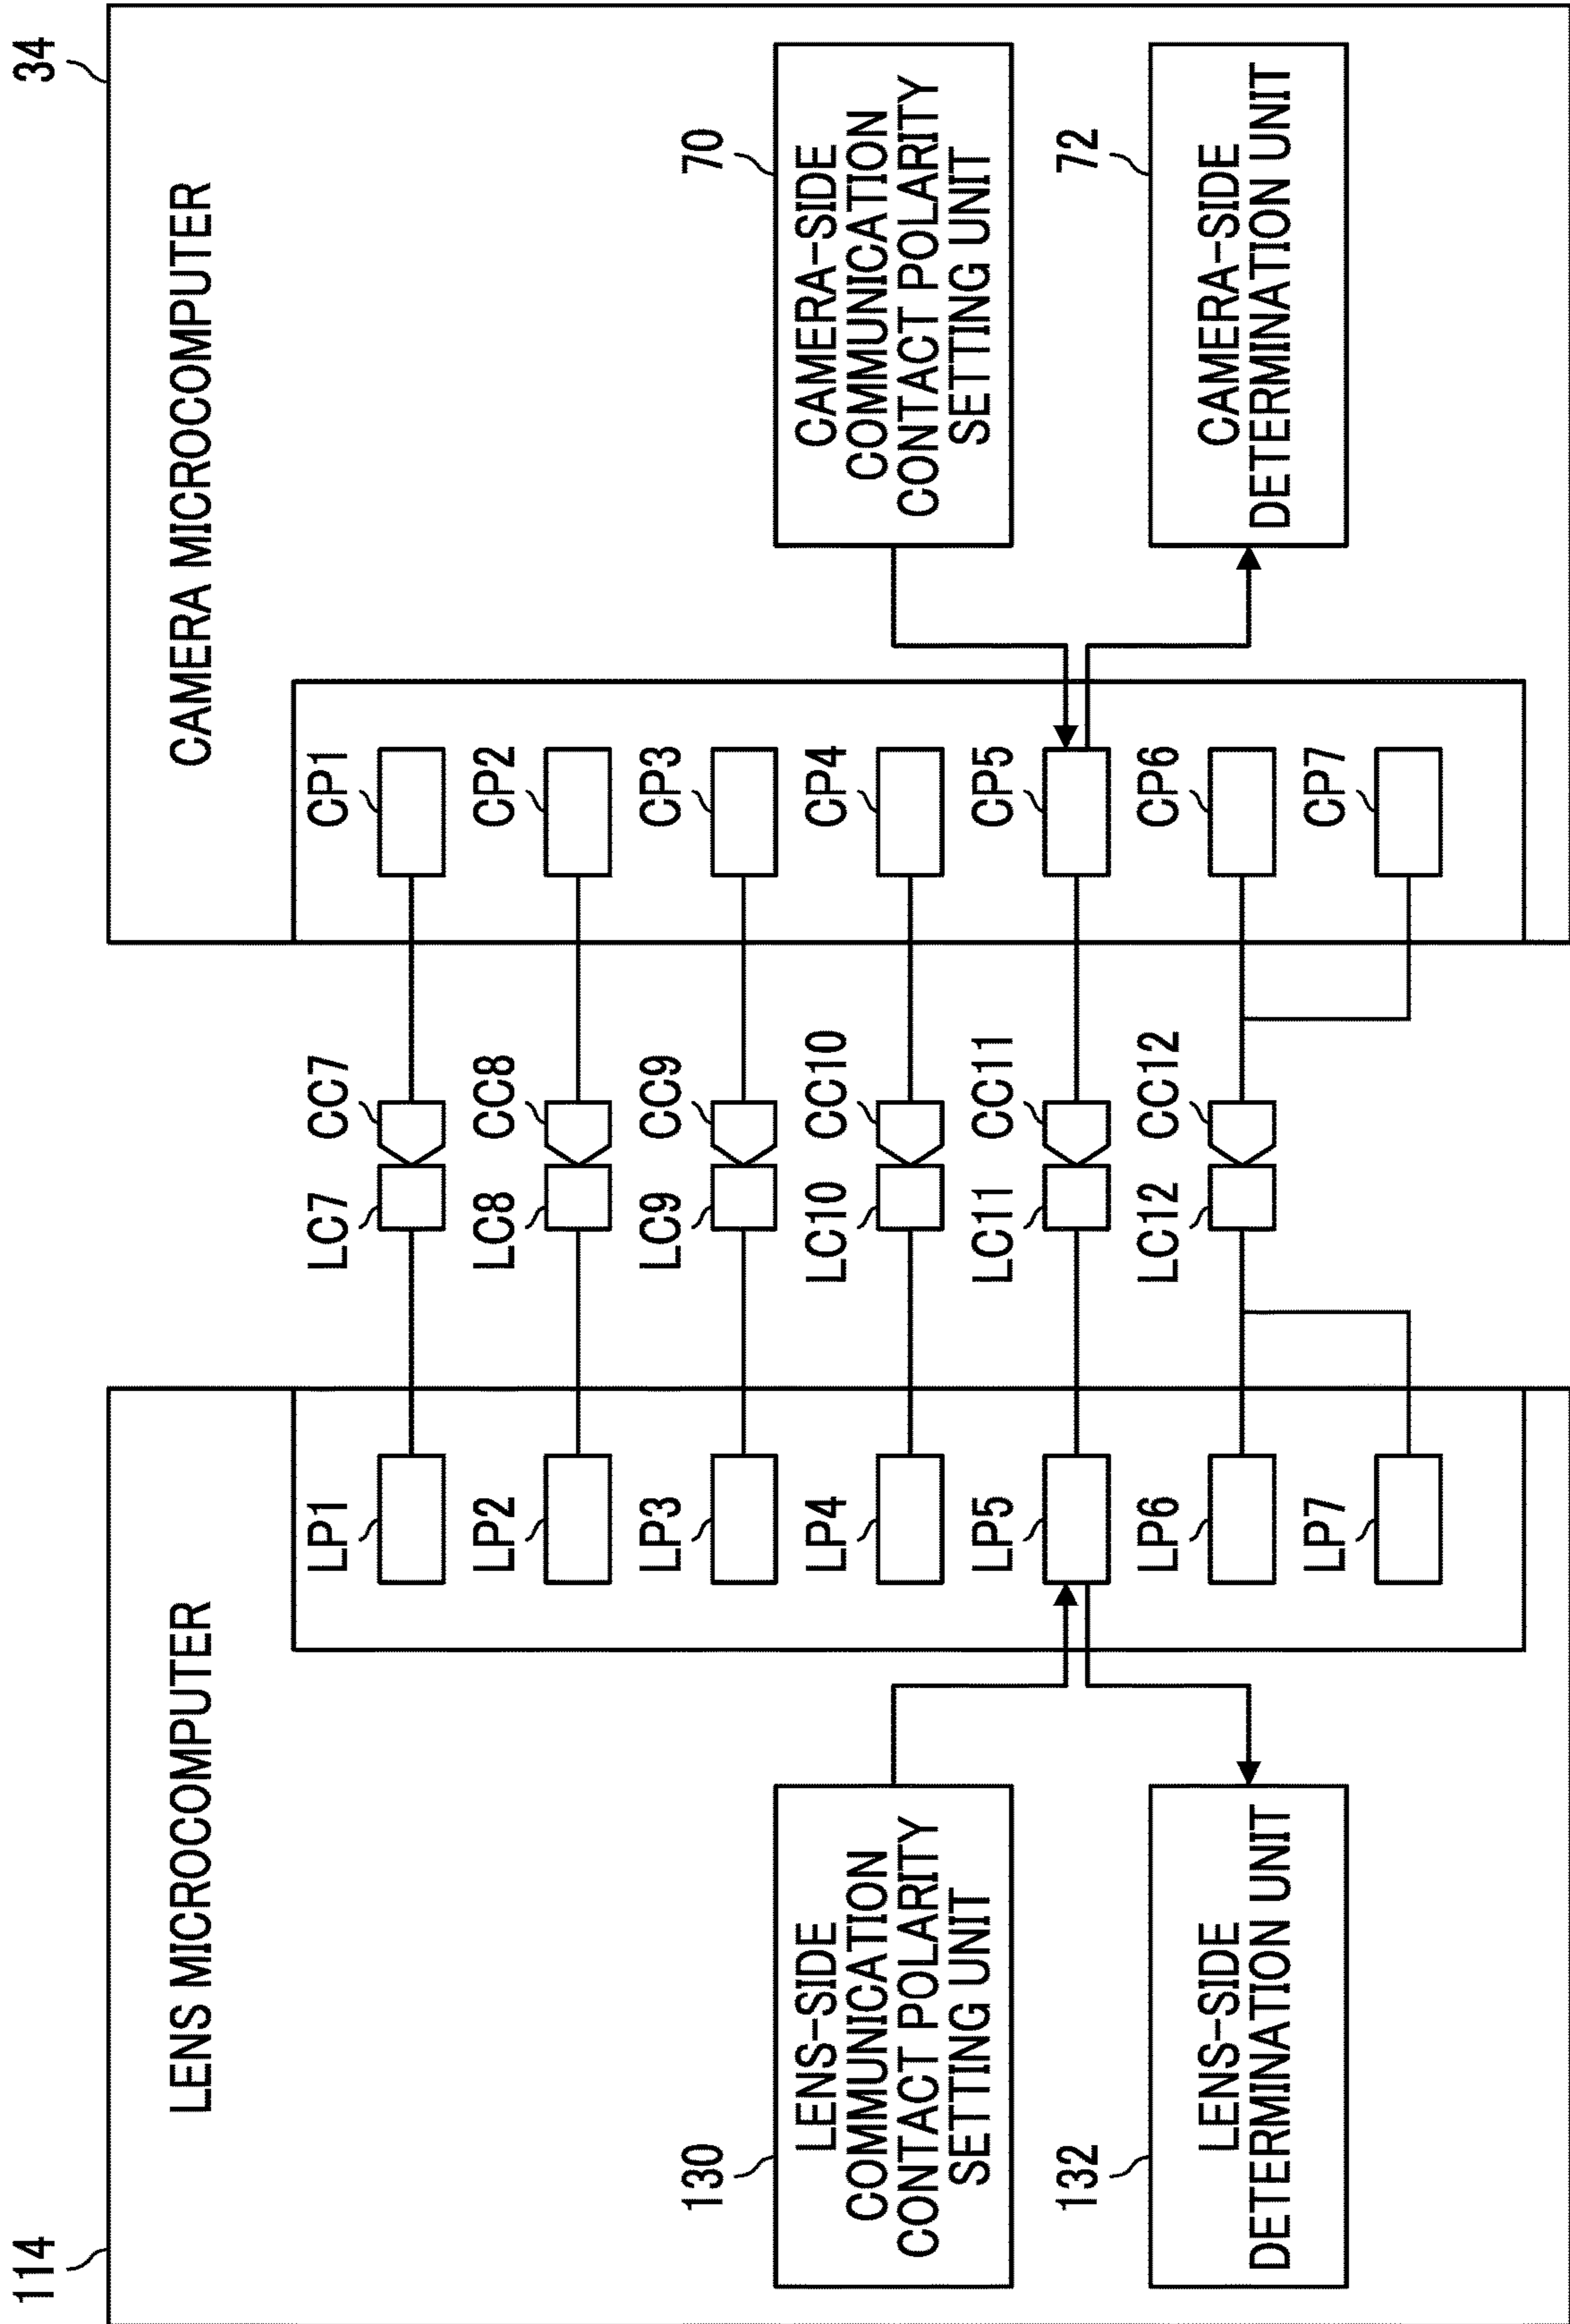 114
34
LENS MICROCOMPUTER
CAMERA MICROCOMPUTER
LP1
LC7
CC7
CP1
LP2
LC8
CC8
CP2
LP3
LC9
CC9
CP3
LP4
LC10
CC10
CP4
LP5
LC11
CC11
CP5
LP6
LC12
CC12
CP6
LP7
CP7
130
LENS-SIDE
COMMUNICATION
CONTACT POLARITY
SETTING UNIT
132
LENS-SIDE
DETERMINATION UNIT
70
CAMERA-SIDE
COMMUNICATION
CONTACT POLARITY
SETTING UNIT
72
CAMERA-SIDE
DETERMINATION UNIT